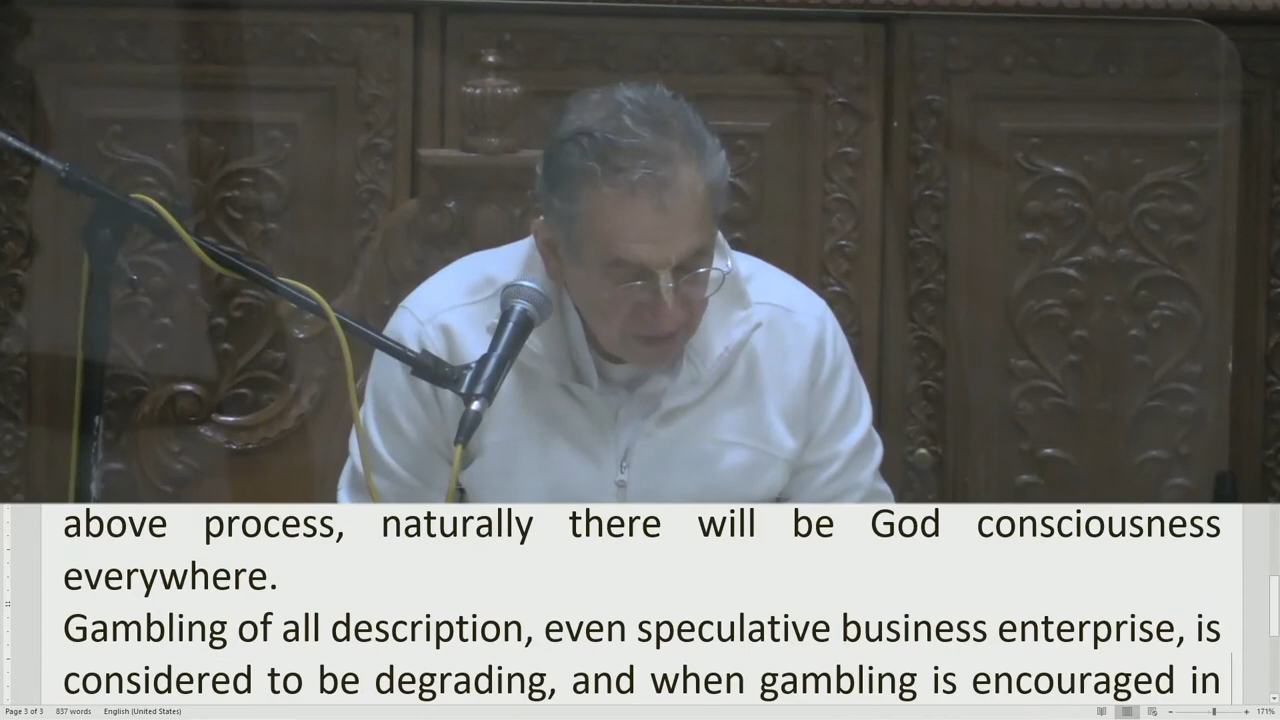 above process, naturally there will be God consciousness
everywhere.
Gambling of all description, even speculative business enterprise, is
considered to be degrading, and when gambling is encouraged in
Page 3 of 3 837 words English (United States) 171%